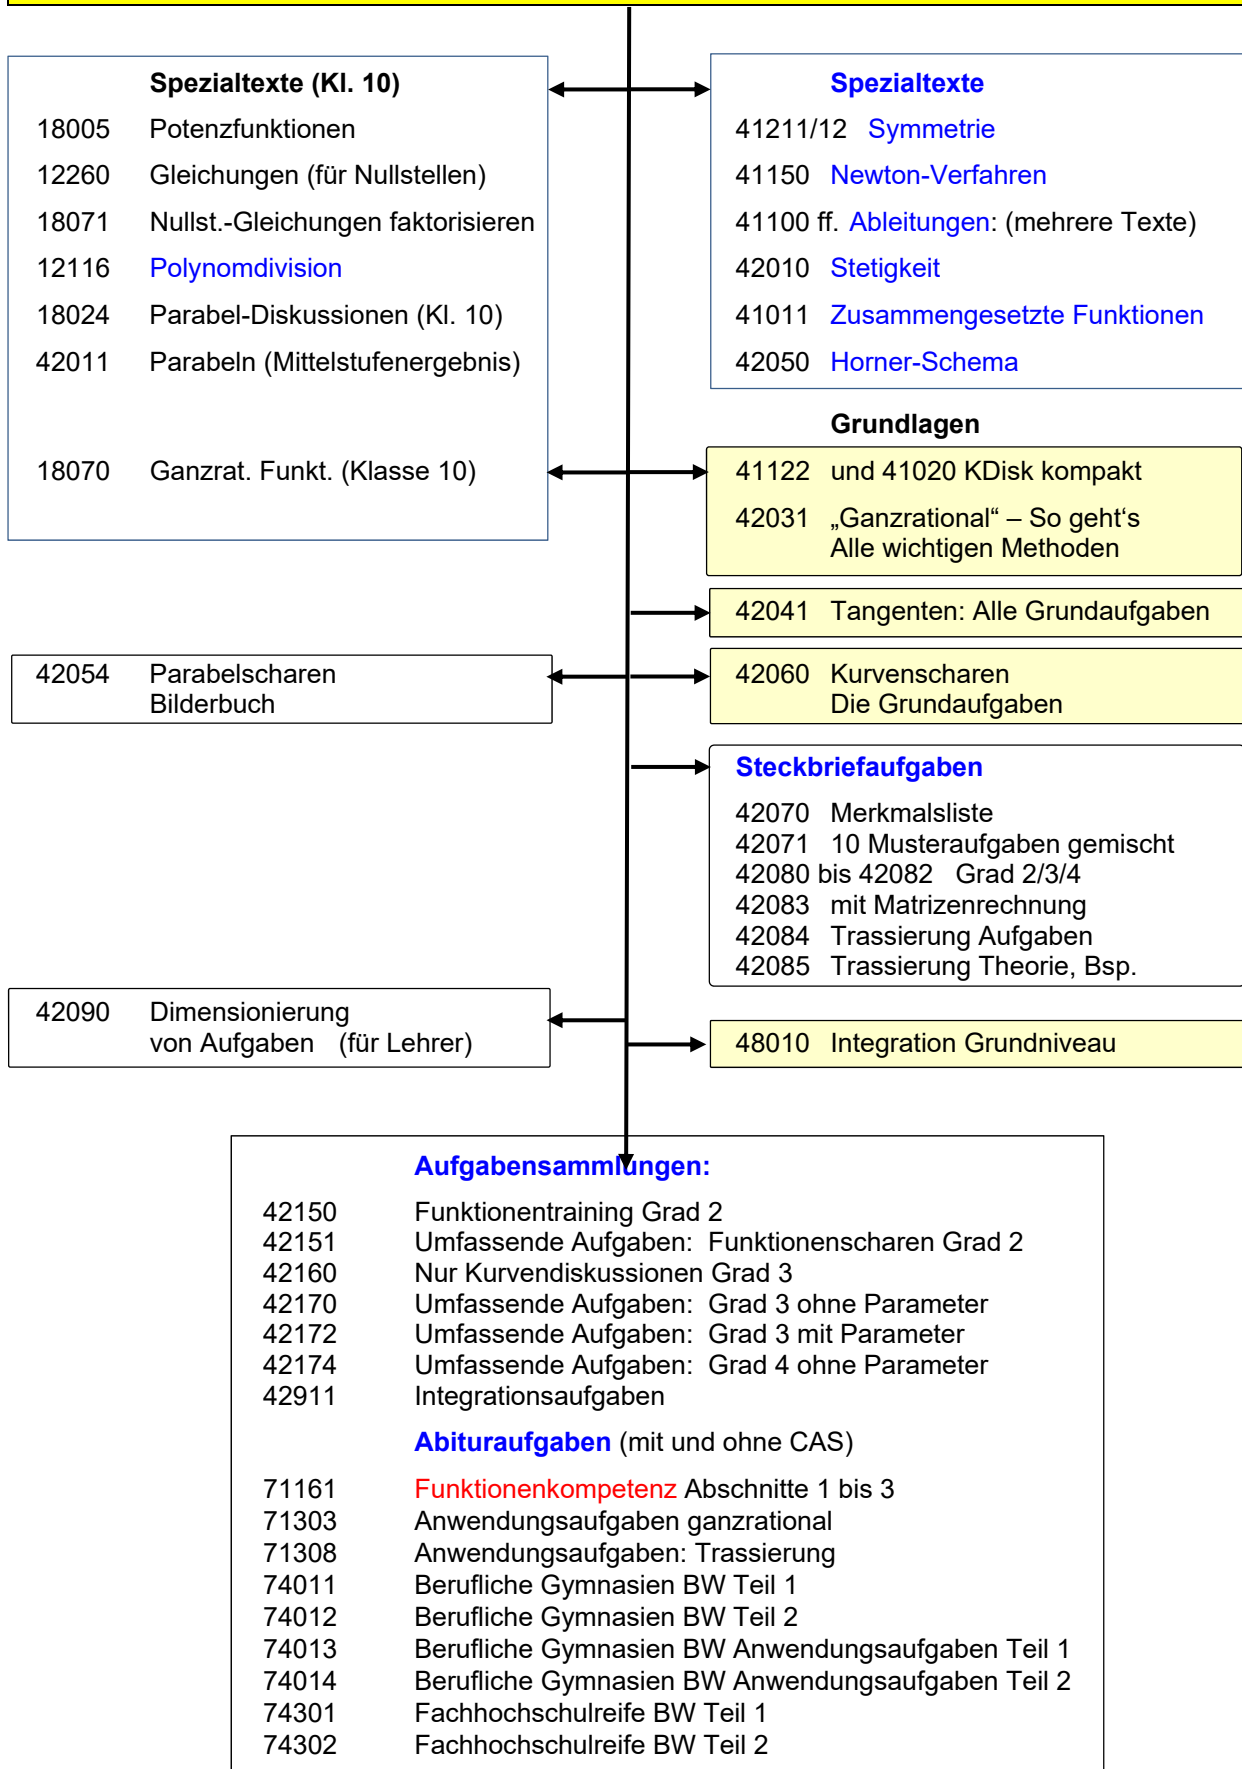 Spezialtexte (Kl. 10)
18005 Potenzfunktionen
12260 Gleichungen (für Nullstellen)
18071 Nullst.-Gleichungen faktorisieren
12116 Polynomdivision
18024 Parabel-Diskussionen (Kl. 10)
42011 Parabeln (Mittelstufenergebnis)
18070 Ganzrat. Funkt. (Klasse 10)
Spezialtexte
41211/12 Symmetrie
41150 Newton-Verfahren
41100 ff. Ableitungen: (mehrere Texte)
42010 Stetigkeit
41011 Zusammengesetzte Funktionen
42050 Horner-Schema
Grundlagen
41122 und 41020 KDisk kompakt
42031 „Ganzrational“ – So geht‘s
Alle wichtigen Methoden
42041 Tangenten: Alle Grundaufgaben
42054 Parabelscharen
Bilderbuch
42060 Kurvenscharen
Die Grundaufgaben
Steckbriefaufgaben
42070 Merkmalsliste
42071 10 Musteraufgaben gemischt
42080 bis 42082 Grad 2/3/4
42083 mit Matrizenrechnung
42084 Trassierung Aufgaben
42085 Trassierung Theorie, Bsp.
42090 Dimensionierung
von Aufgaben (für Lehrer)
48010 Integration Grundniveau
Aufgabensammlungen:
42150 Funktionentraining Grad 2
42151 Umfassende Aufgaben: Funktionenscharen Grad 2
42160 Nur Kurvendiskussionen Grad 3
42170 Umfassende Aufgaben: Grad 3 ohne Parameter
42172 Umfassende Aufgaben: Grad 3 mit Parameter
42174 Umfassende Aufgaben: Grad 4 ohne Parameter
42911 Integrationsaufgaben
Abituraufgaben (mit und ohne CAS)
71161 Funktionenkompetenz Abschnitte 1 bis 3
71303 Anwendungsaufgaben ganzrational
71308 Anwendungsaufgaben: Trassierung
74011 Berufliche Gymnasien BW Teil 1
74012 Berufliche Gymnasien BW Teil 2
74013 Berufliche Gymnasien BW Anwendungsaufgaben Teil 1
74014 Berufliche Gymnasien BW Anwendungsaufgaben Teil 2
74301 Fachhochschulreife BW Teil 1
74302 Fachhochschulreife BW Teil 2